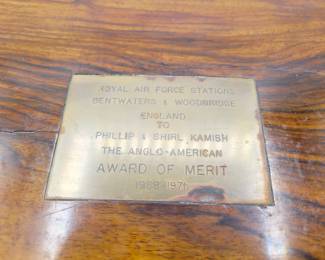 ROYAL AIR FORCE STATIONS
BENTWATERS & WOODBRIDGE
ENGLAND
TO
PHILLIP & SHIRL KAMISH
THE ANGLO-AMERICAN
AWARD OF MERIT
1968-1971